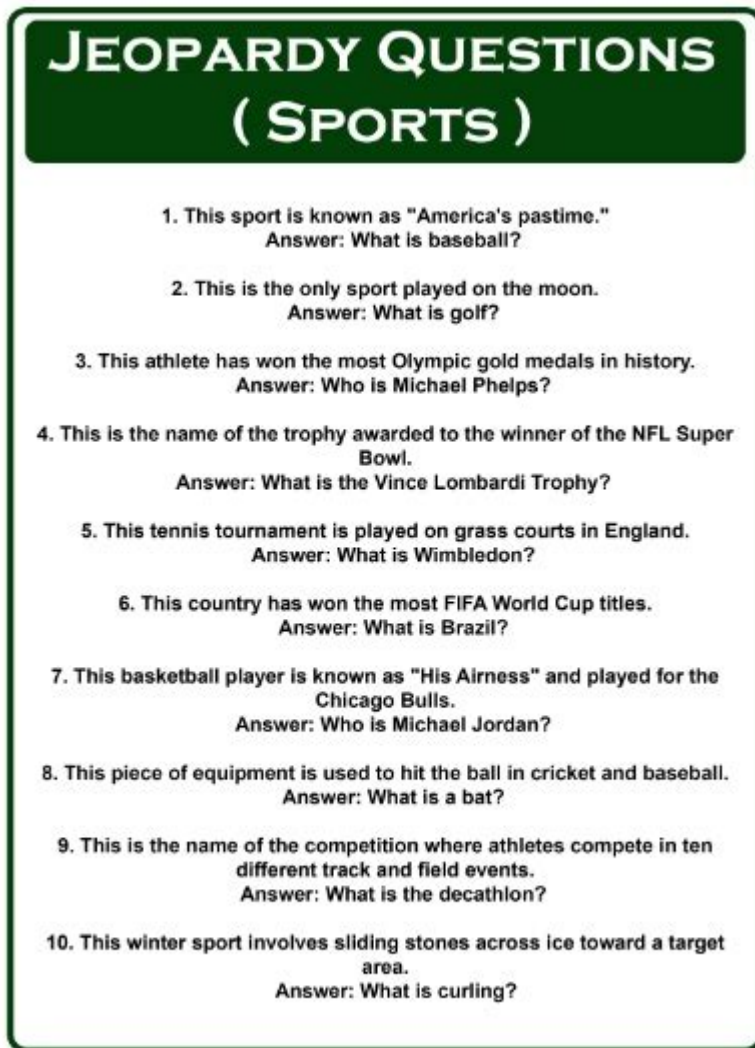 JEOPARDY QUESTIONS
( SPORTS )
1. This sport is known as "America's pastime."
Answer: What is baseball?
2. This is the only sport played on the moon.
Answer: What is golf?
3. This athlete has won the most Olympic gold medals in history.
Answer: Who is Michael Phelps?
4. This is the name of the trophy awarded to the winner of the NFL Super
Bowl.
Answer: What is the Vince Lombardi Trophy?
5. This tennis tournament is played on grass courts in England.
Answer: What is Wimbledon?
6. This country has won the most FIFA World Cup titles.
Answer: What is Brazil?
7. This basketball player is known as "His Airness" and played for the
Chicago Bulls.
Answer: Who is Michael Jordan?
8. This piece of equipment is used to hit the ball in cricket and baseball.
Answer: What is a bat?
9. This is the name of the competition where athletes compete in ten
different track and field events.
Answer: What is the decathlon?
10. This winter sport involves sliding stones across ice toward a target
area.
Answer: What is curling?